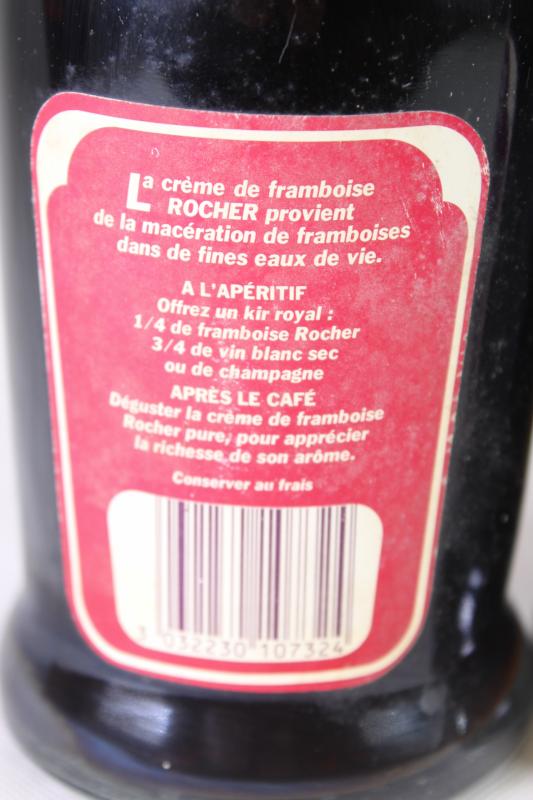 La crème de framboise
ROCHER provient
de la macération de framboises
dans de fines eaux de vie.
A L'APÉRITIF
Offrez un kir royal :
1/4 de framboise Rocher
3/4 de vin blanc sec
ou de champagne
APRÈS LE CAFÉ
Déguster la crème de framboise
Rocher pure, pour apprécier
la richesse de son arôme.
Conserver au frais
3 032230 107324